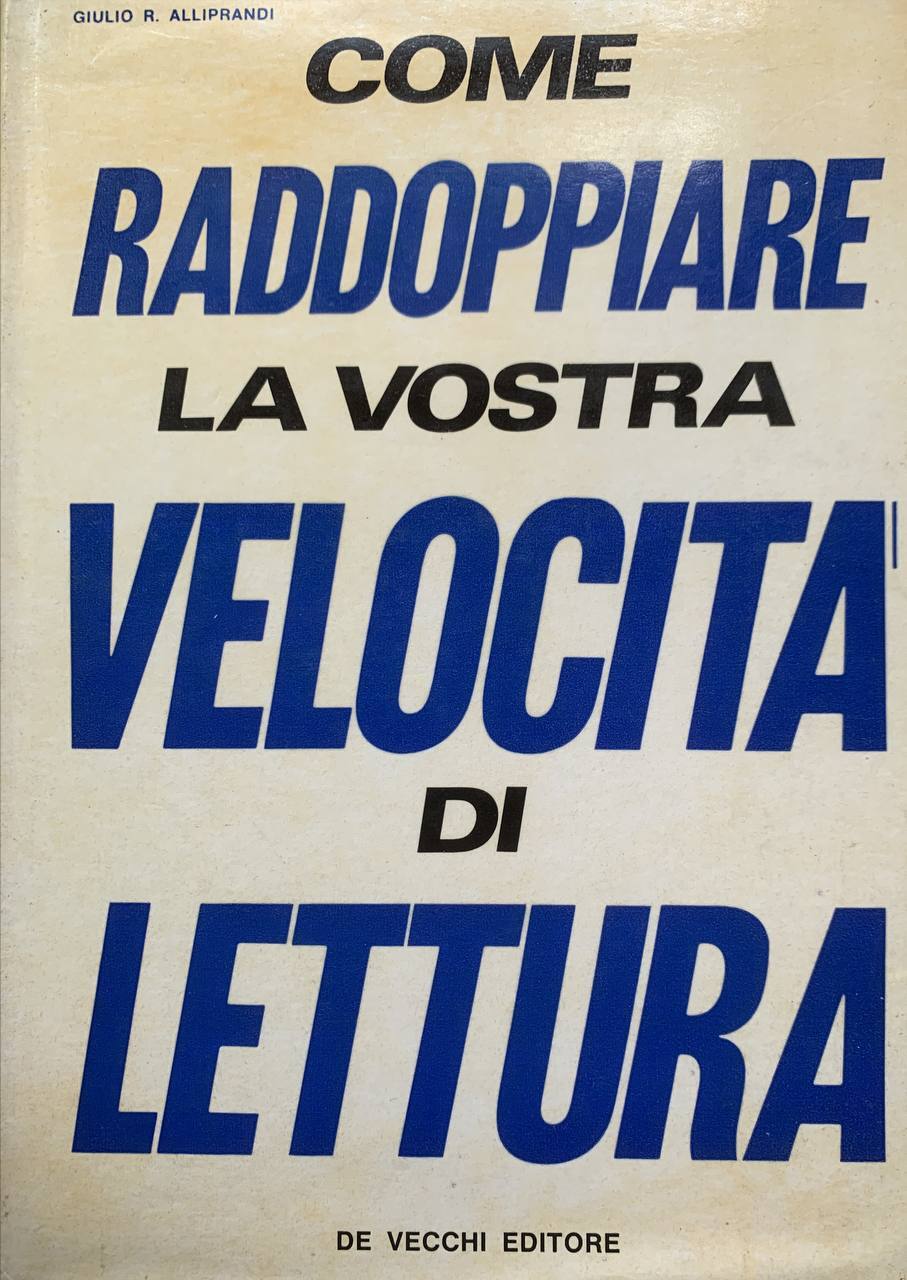 GIULIO R. ALLIPRANDI
COME
RADDOPPIARE
LA VOSTRA
VELOCITA'
DI
LETTURA
DE VECCHI EDITORE